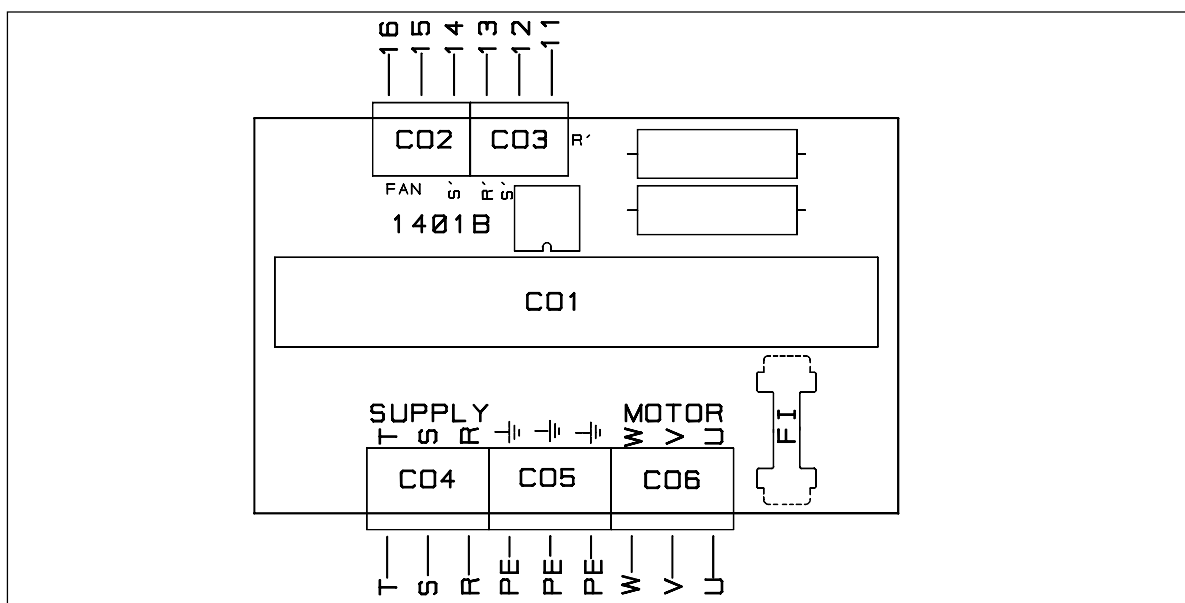 16 15 14 13 12 11
CO2 CO3 R´
FAN S´ R´ S´
1401B
CO1
SUPPLY MOTOR
T S R W V U
FI
CO4 CO5 CO6
T S R PE PE PE W V U